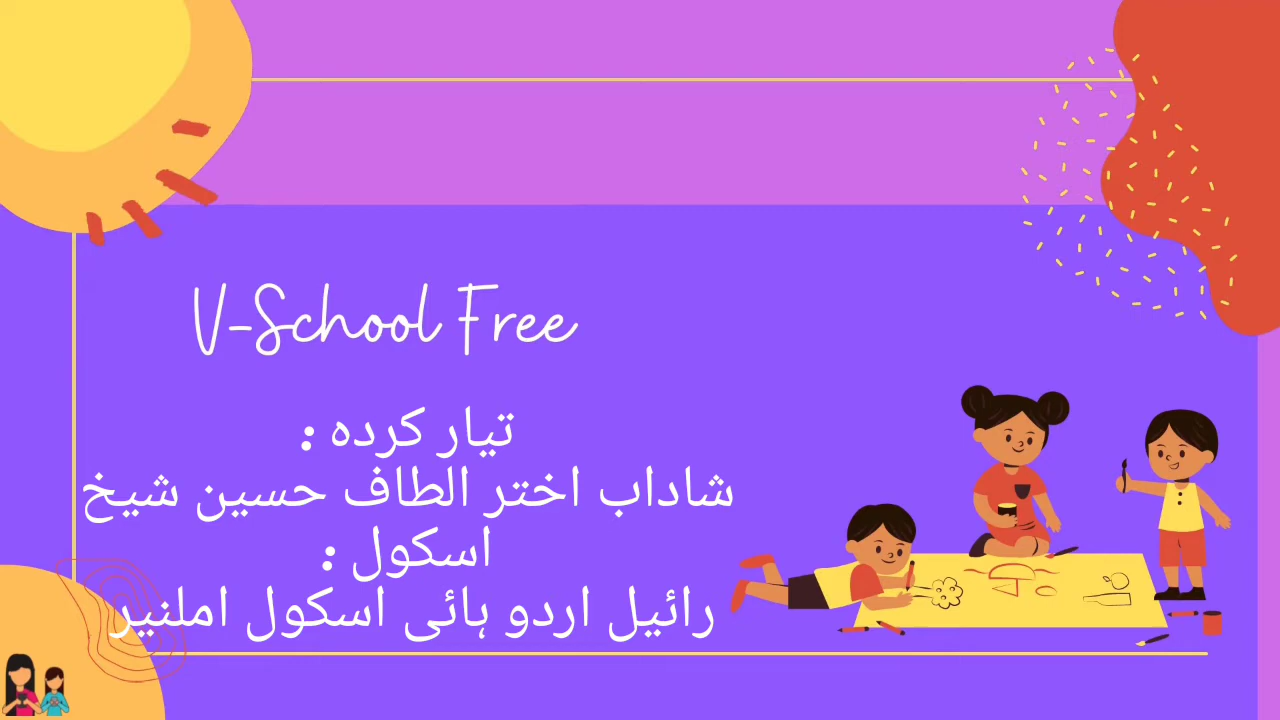 V-School Free
تیار کردہ :
شاداب اختر الطاف حسین شیخ
اسکول :
رائیل اردو ہائی اسکول املنیر